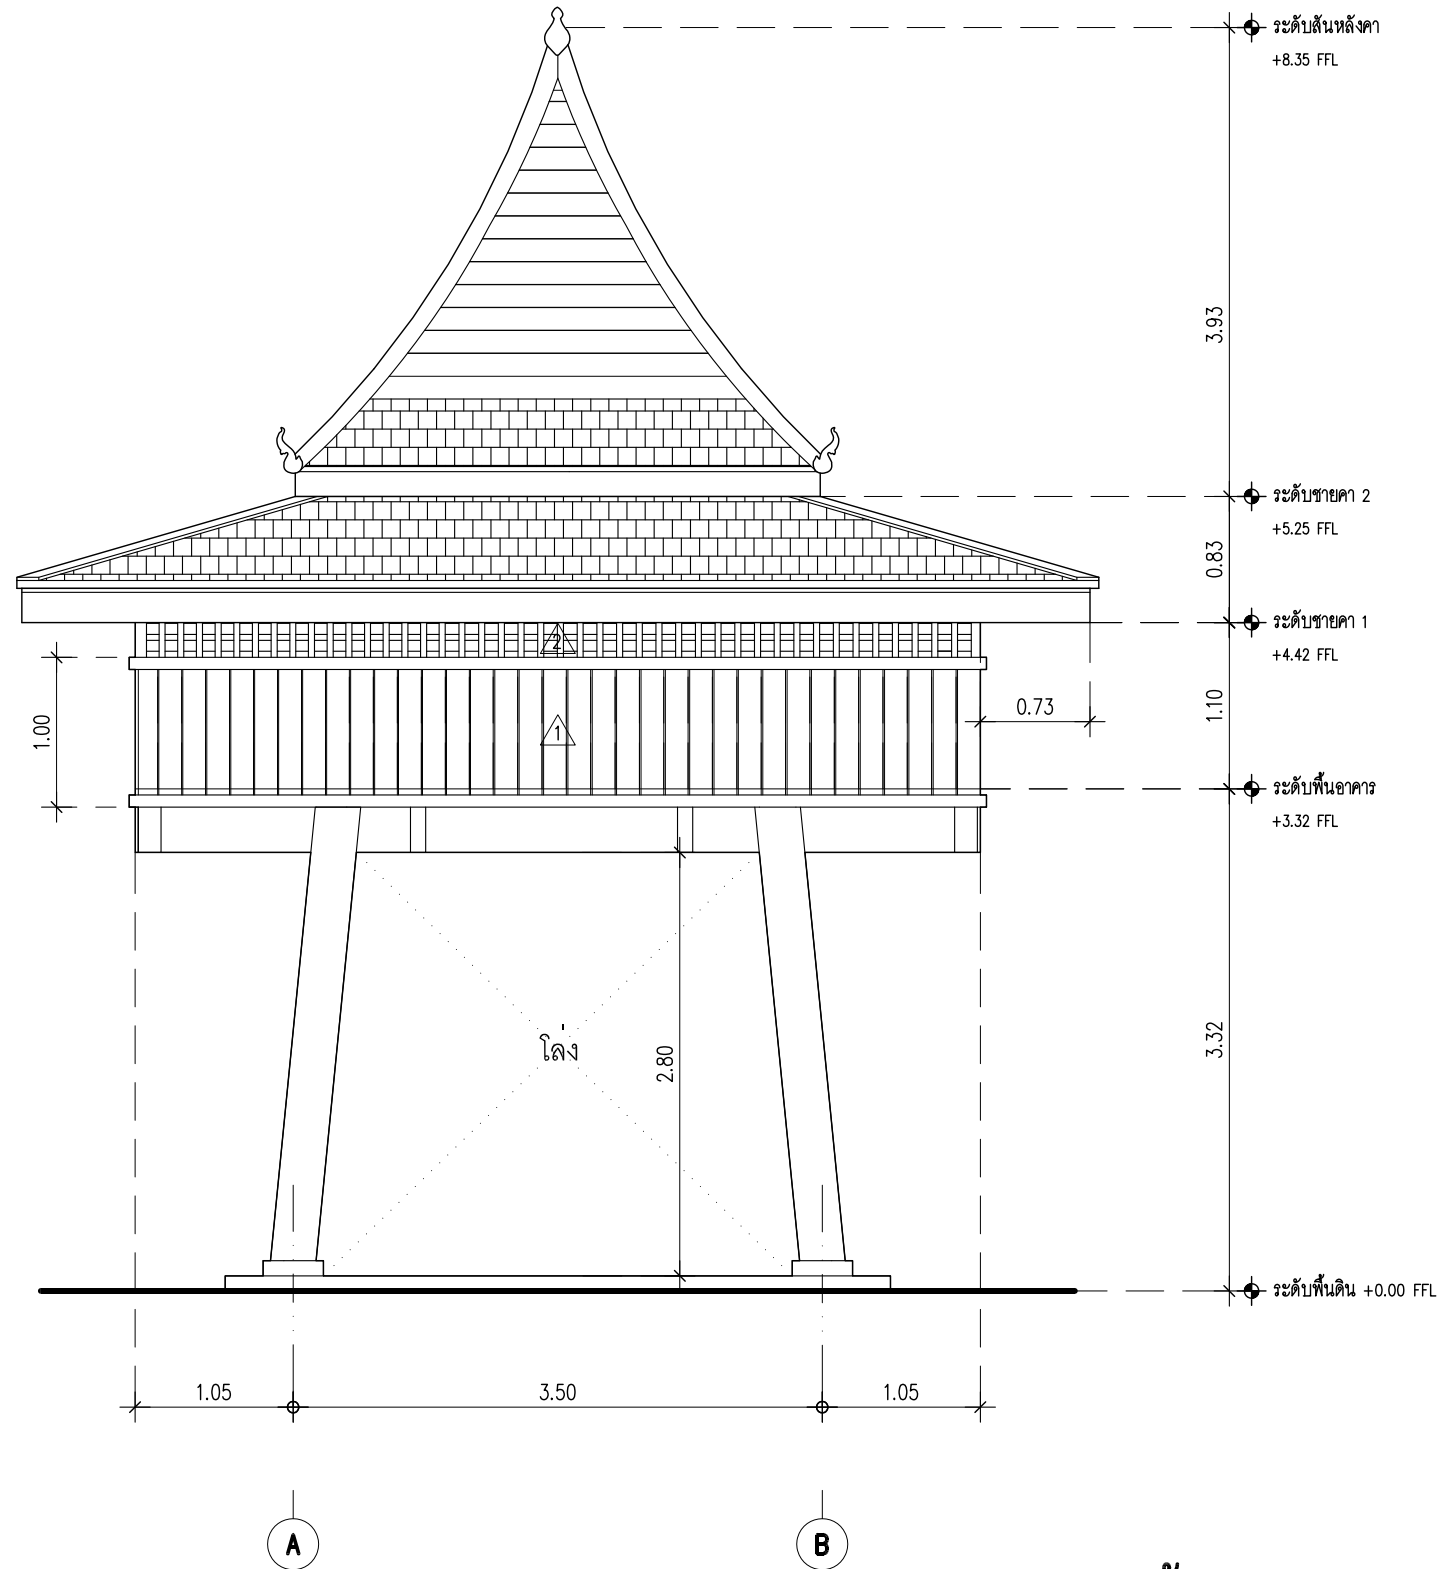 ระดับสันหลังคา
+8.35 FFL
3.93
ระดับชายคา 2
+5.25 FFL
0.83
ระดับชายคา 1
+4.42 FFL
2
1.00
1
0.73
1.10
ระดับพื้นอาคาร
+3.32 FFL
โล่ง
2.80
3.32
ระดับพื้นดิน +0.00 FFL
1.05
3.50
1.05
A
B